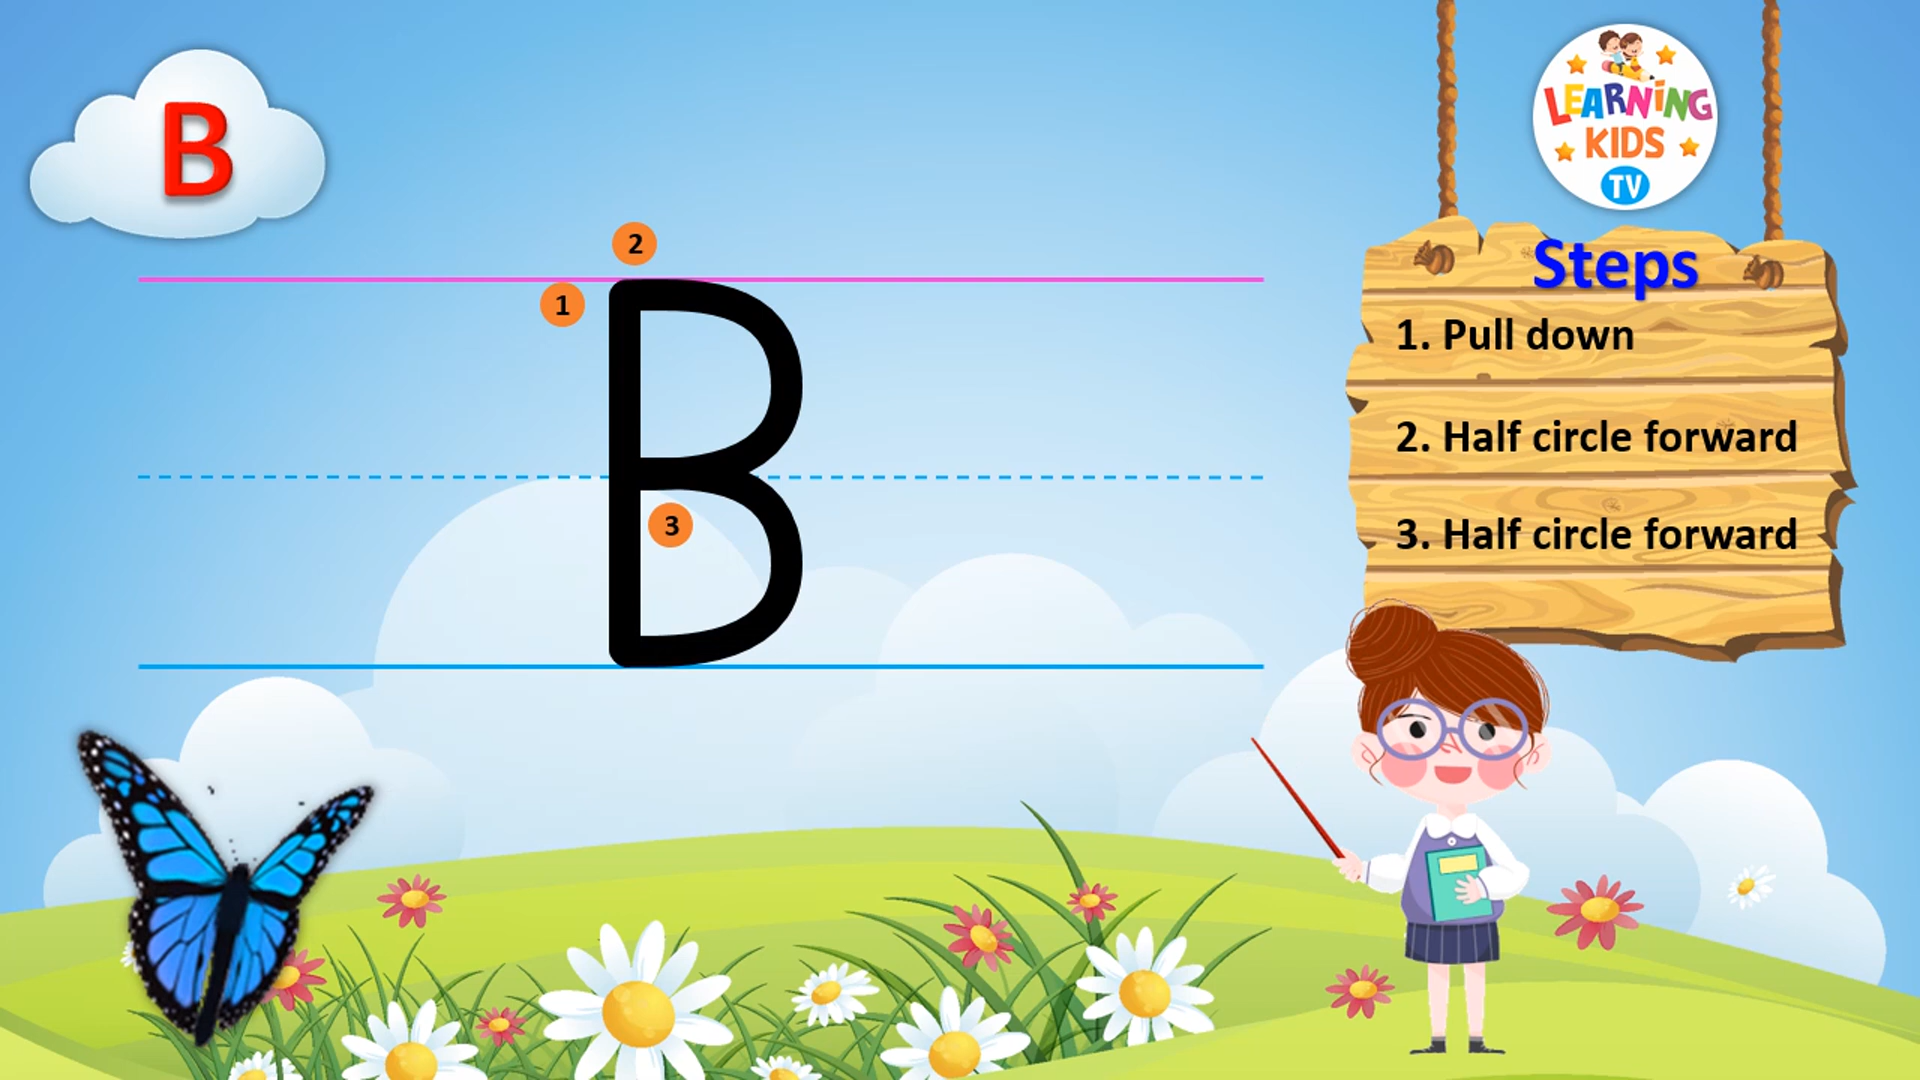 B
LEARNING
KIDS
TV
2
1
B
3
Steps
1. Pull down
2. Half circle forward
3. Half circle forward